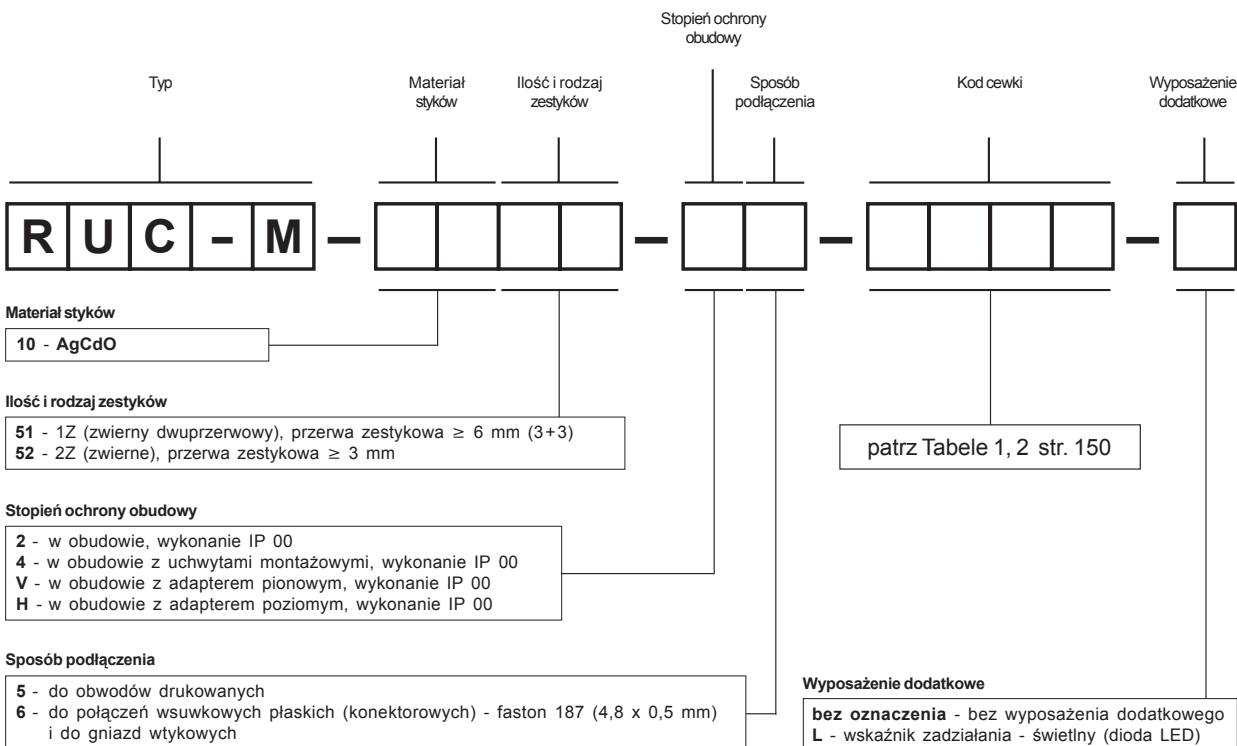 Stopień ochrony
obudowy
Typ
Materiał
styków
Ilość i rodzaj
zestyków
Sposób
podłączenia
Kod cewki
Wyposażenie
dodatkowe
R U C - M – – – –
Materiał styków
10 - AgCdO
Ilość i rodzaj zestyków
51 - 1Z (zwierny dwuprzerwowy), przerwa zestykowa ≥ 6 mm (3+3)
52 - 2Z (zwierne), przerwa zestykowa ≥ 3 mm
patrz Tabele 1, 2 str. 150
Stopień ochrony obudowy
2 - w obudowie, wykonanie IP 00
4 - w obudowie z uchwytami montażowymi, wykonanie IP 00
V - w obudowie z adapterem pionowym, wykonanie IP 00
H - w obudowie z adapterem poziomym, wykonanie IP 00
Sposób podłączenia
5 - do obwodów drukowanych
6 - do połączeń wsuwkowych płaskich (konektorowych) - faston 187 (4,8 x 0,5 mm)
i do gniazd wtykowych
Wyposażenie dodatkowe
bez oznaczenia - bez wyposażenia dodatkowego
L - wskaźnik zadziałania - świetlny (dioda LED)